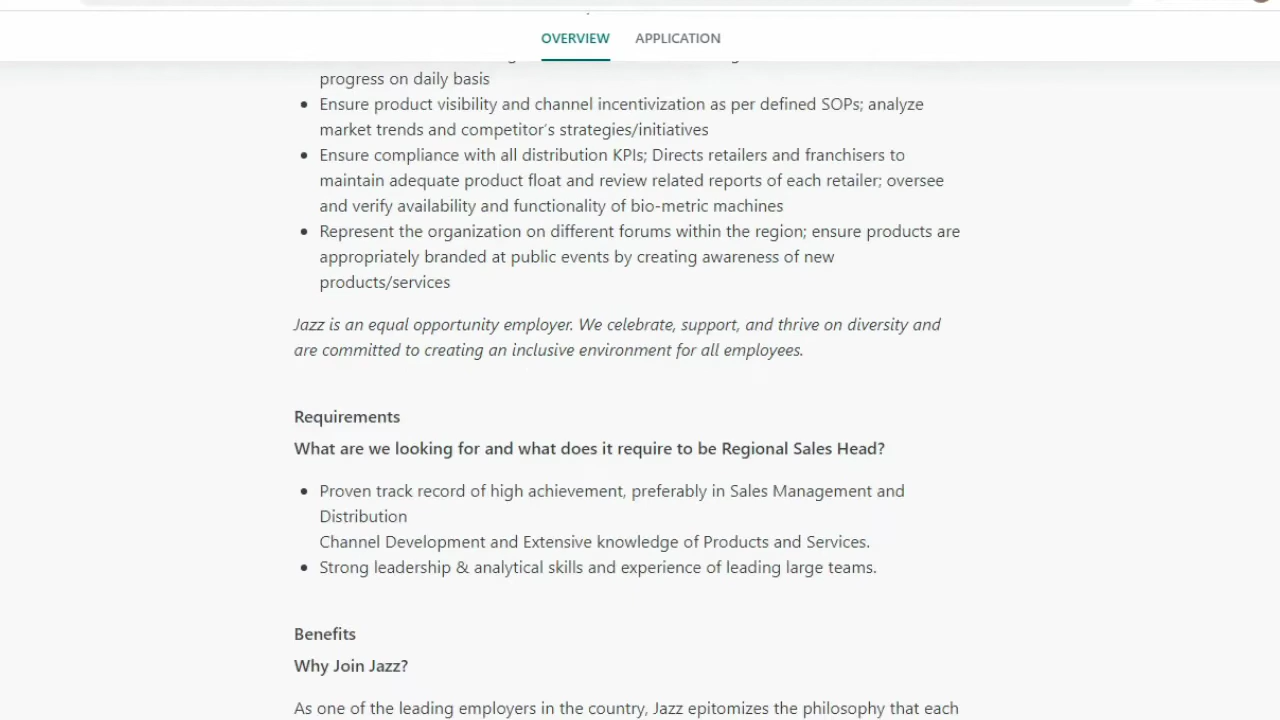 OVERVIEW APPLICATION
progress on daily basis
Ensure product visibility and channel incentivization as per defined SOPs; analyze
market trends and competitor's strategies/initiatives
Ensure compliance with all distribution KPIs; Directs retailers and franchisers to
maintain adequate product float and review related reports of each retailer; oversee
and verify availability and functionality of bio-metric machines
Represent the organization on different forums within the region; ensure products are
appropriately branded at public events by creating awareness of new
products/services
Jazz is an equal opportunity employer. We celebrate, support, and thrive on diversity and
are committed to creating an inclusive environment for all employees.
Requirements
What are we looking for and what does it require to be Regional Sales Head?
Proven track record of high achievement, preferably in Sales Management and
Distribution
Channel Development and Extensive knowledge of Products and Services.
Strong leadership & analytical skills and experience of leading large teams.
Benefits
Why Join Jazz?
As one of the leading employers in the country, Jazz epitomizes the philosophy that each